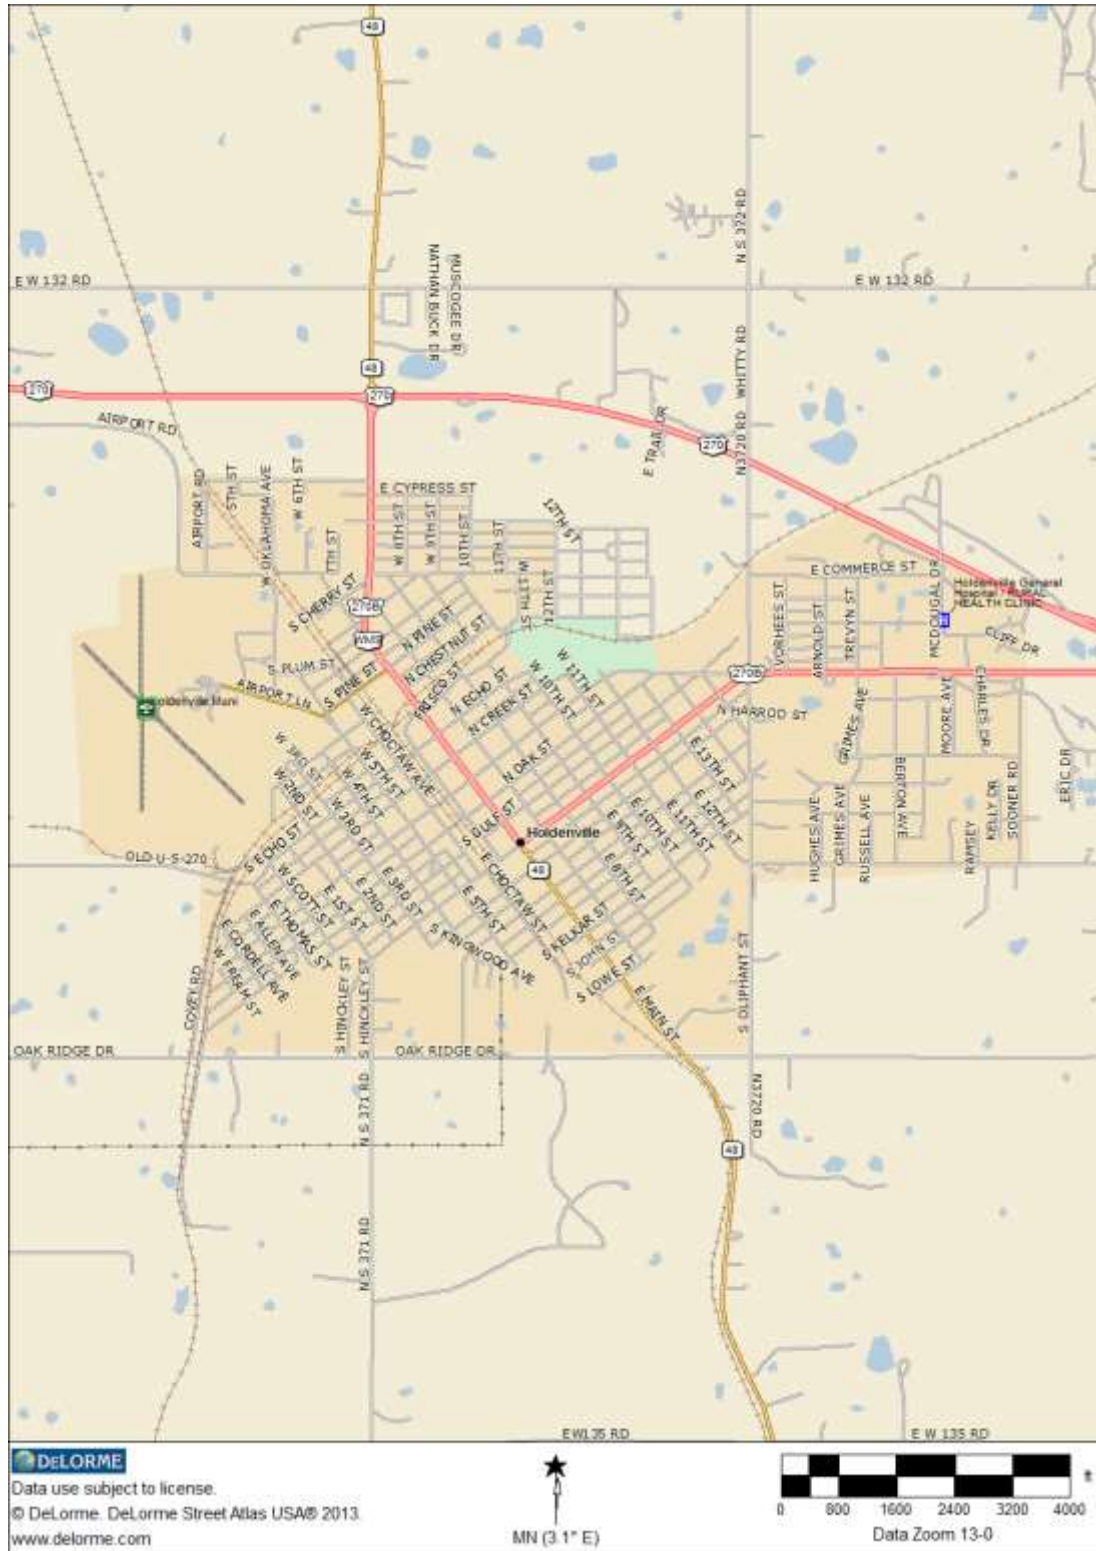 48
N S 372 RD
E W 132 RD
E W 132 RD
NATHAN BUCK DR
MUSCOGEE DR
WHITTY RD
48
270
270
AIRPORT RD
E TRAIL DR
270
N3720 RD
AIRPORT RD
5TH ST
W OKLAHOMA AVE
W 6TH ST
7TH ST
E CYPRESS ST
W 8TH ST
W 9TH ST
10TH ST
11TH ST
12TH ST
12TH ST
S CHERRY ST
270B
E COMMERCE ST
MCDOUGAL DR
Holdenville General
Hospital - RURAL
HEALTH CLINIC
CLIFF DR
VORHEES ST
ARNOLD ST
TREVYN ST
N PINE ST
N CHESTNUT ST
S PLUM ST
S PINE ST
AIRPORT LN
FRISCO ST
N ECHO ST
N CREEK ST
W 10TH ST
W 11TH ST
270B
N HARROD ST
GRIMES AVE
MOORE AVE
CHARLES DR
Holdenville Muni
W CHOCTAW AVE
W 3RD ST
W 2ND ST
W 4TH ST
W 5TH ST
W 3RD ST
N OAK ST
E 13TH ST
E 12TH ST
E 11TH ST
E 10TH ST
E 9TH ST
E 8TH ST
BERTON AVE
ERIC DR
KELLY DR
SOONER RD
RAMSEY
HUGHES AVE
GRIMES AVE
RUSSELL AVE
S GULF ST
Holdenville
48
OLD U-S-270
S ECHO ST
W SCOTT ST
E 1ST ST
E 2ND ST
E 3RD ST
E 5TH ST
E CHOCTAW ST
S KELKAR ST
S JOHN ST
S LOWE ST
S KINGWOOD AVE
E THOMAS ST
E ALLEN AVE
E CORDELL AVE
W FREAM ST
COVEY RD
S HINCKLEY ST
S HINCKLEY ST
E MAIN ST
S OLIPHANT ST
OAK RIDGE DR
OAK RIDGE DR
N S 371 RD
N3720 RD
48
N S 371 RD
EW135 RD
E W 135 RD
DELORME
Data use subject to license.
© DeLorme. DeLorme Street Atlas USA® 2013.
www.delorme.com
MN (3.1° E)
ft
0 800 1600 2400 3200 4000
Data Zoom 13-0